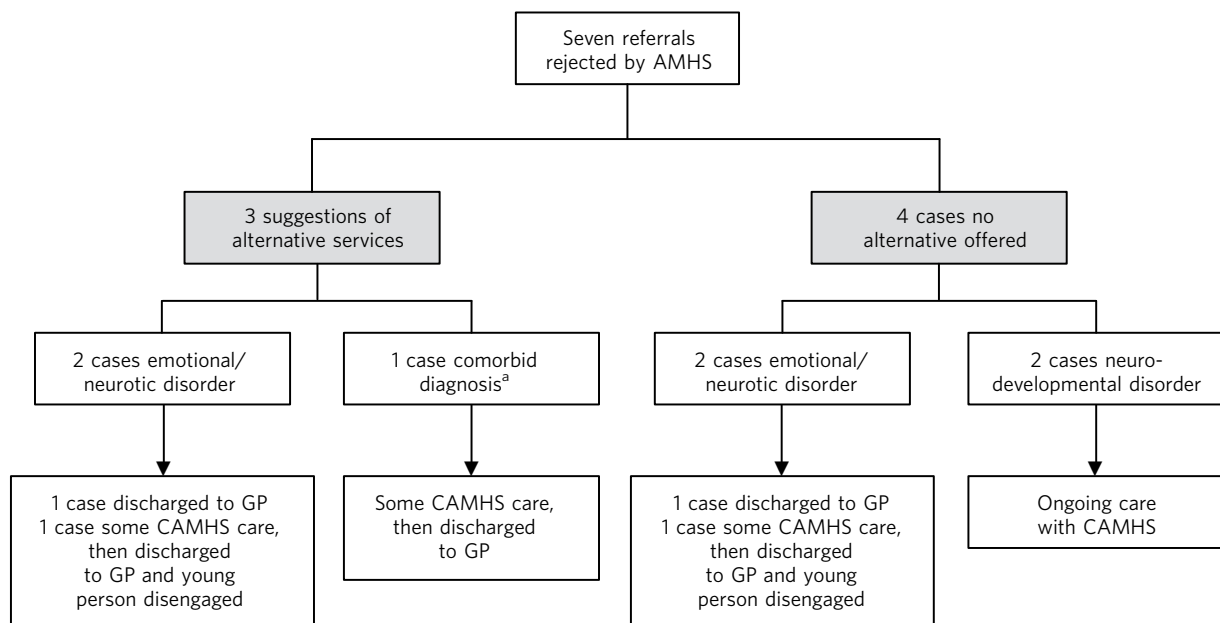 Seven referrals
rejected by AMHS
3 suggestions of
alternative services
4 cases no
alternative offered
2 cases emotional/
neurotic disorder
1 case comorbid
diagnosisᵃ
2 cases emotional/
neurotic disorder
2 cases neuro-
developmental disorder
1 case discharged to GP
1 case some CAMHS care,
then discharged
to GP and young
person disengaged
Some CAMHS care,
then discharged
to GP
1 case discharged to GP
1 case some CAMHS care,
then discharged
to GP and young
person disengaged
Ongoing care
with CAMHS